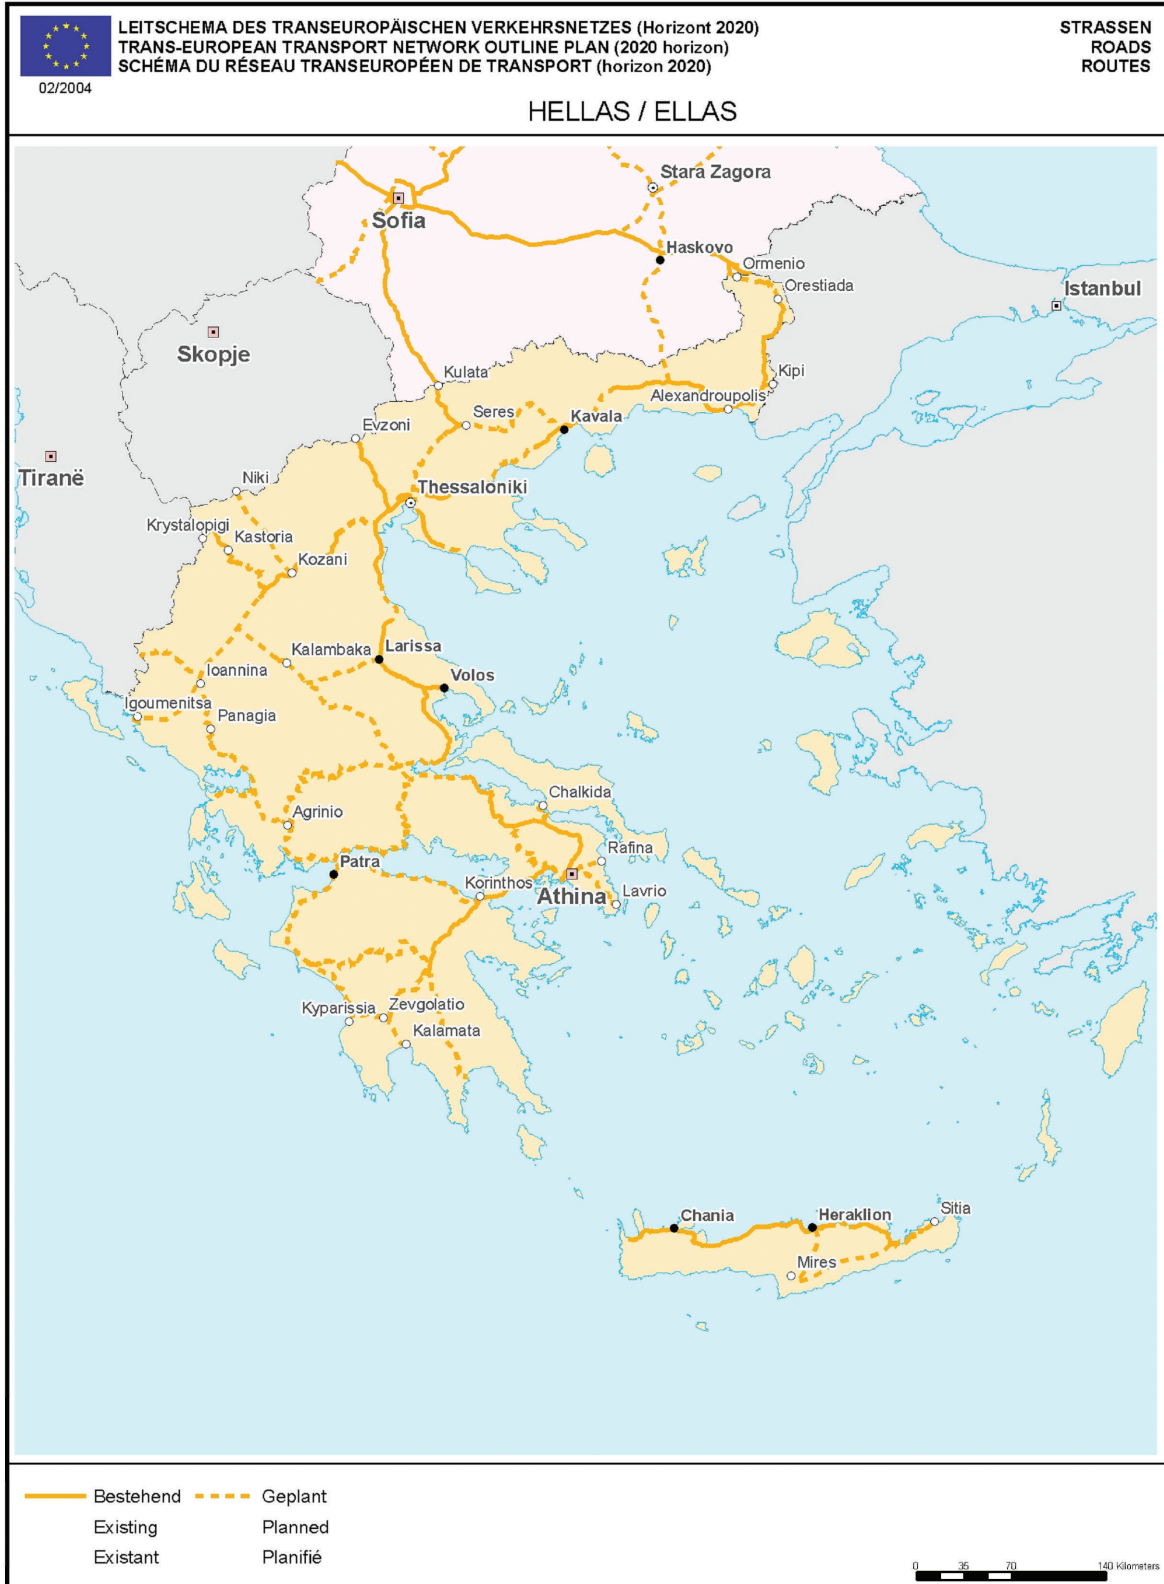 LEITSCHEMA DES TRANSEUROPÄISCHEN VERKEHRSNETZES (Horizont 2020)
TRANS-EUROPEAN TRANSPORT NETWORK OUTLINE PLAN (2020 horizon)
SCHÉMA DU RÉSEAU TRANSEUROPÉEN DE TRANSPORT (horizon 2020)
STRASSEN
ROADS
ROUTES
02/2004
HELLAS / ELLAS
Stara Zagora
Sofia
Haskovo
Ormenio
Orestiada
Istanbul
Skopje
Kulata
Kipi
Alexandroupolis
Seres
Kavala
Evzoni
Tiranë
Niki
Thessaloniki
Krystalopigi
Kastoria
Kozani
Kalambaka
Larissa
Ioannina
Volos
Igoumenitsa
Panagia
Chalkida
Agrinio
Rafina
Patra
Korinthos
Athina
Lavrio
Kyparissia
Zevgolatio
Kalamata
Chania
Heraklion
Sitia
Mires
Bestehend
Geplant
Existing
Planned
Existant
Planifié
0 35 70 140 Kilometers